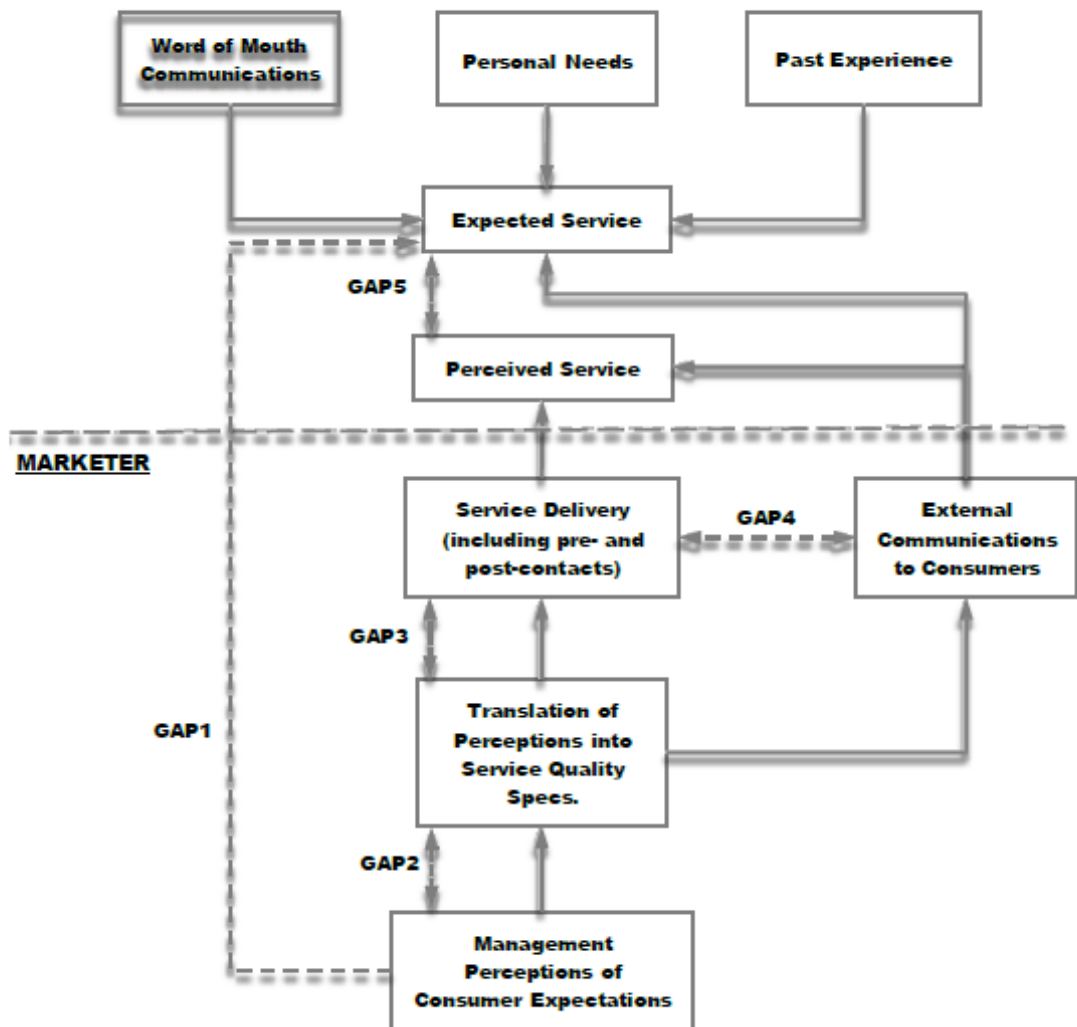 Word of Mouth
Communications
Personal Needs
Past Experience
Expected Service
GAP5
Perceived Service
MARKETER
Service Delivery
(including pre- and
post-contacts)
GAP4
External
Communications
to Consumers
GAP3
Translation of
Perceptions into
Service Quality
Specs.
GAP1
GAP2
Management
Perceptions of
Consumer Expectations